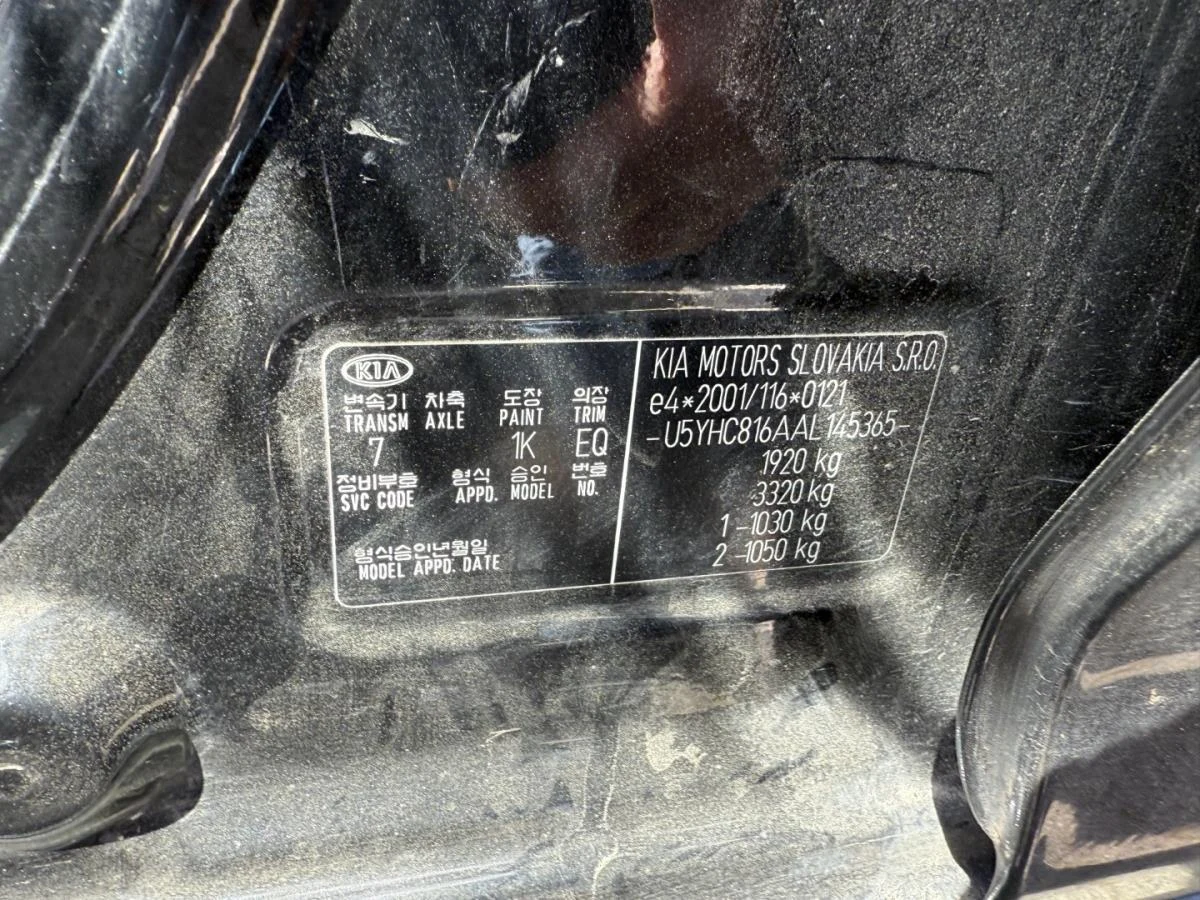 KIA
변속기 차축 도장 의장
TRANSM AXLE PAINT TRIM
7 1K EQ
정비부호 형식 승인 번호
SVC CODE APPD. MODEL NO.
형식승인년월일
MODEL APPD. DATE
KIA MOTORS SLOVAKIA S.R.O.
e4*2001/116*0121
-U5YHC816AAL145365-
1920 kg
3320 kg
1 -1030 kg
2 -1050 kg